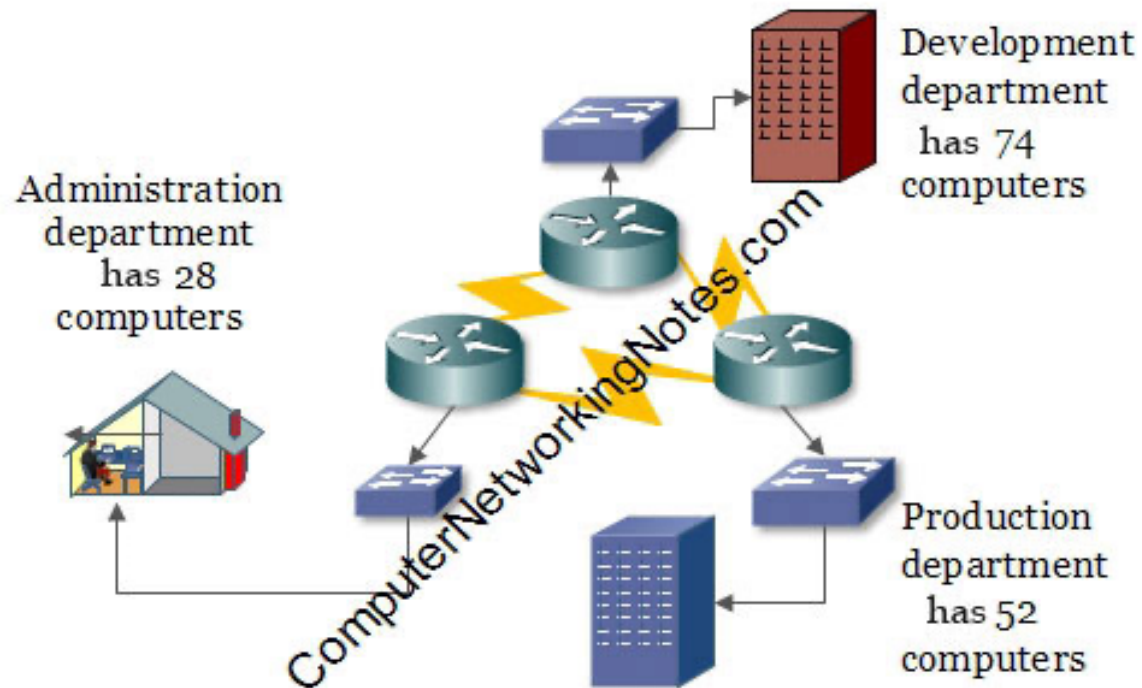 Development
department
has 74
computers
Administration
department
has 28
computers
ComputerNetworkingNotes.com
Production
department
has 52
computers